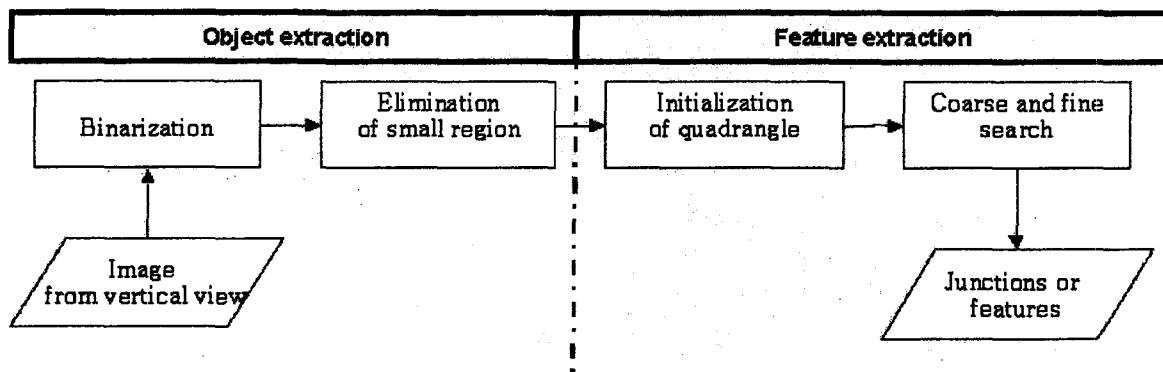 Object extraction
Feature extraction
Binarization
Elimination
of small region
Initialization
of quadrangle
Coarse and fine
search
Image
from vertical view
Junctions or
features